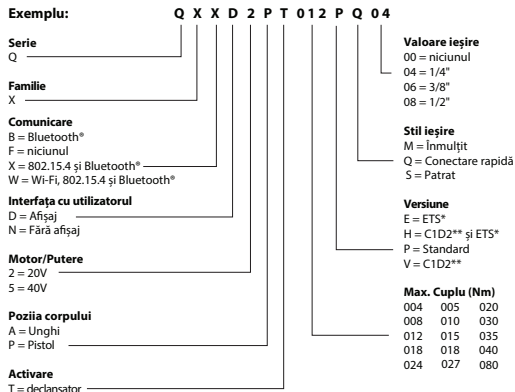 Exemplu: Q X X D 2 P T 0 1 2 P Q 0 4
Serie
Q
Familie
X
Comunicare
B = Bluetooth®
F = niciunul
X = 802.15.4 și Bluetooth®
W = Wi-Fi, 802.15.4 și Bluetooth®
Interfața cu utilizatorul
D = Afișaj
N = Fără afișaj
Motor/Putere
2 = 20V
5 = 40V
Poziia corpului
A = Unghi
P = Pistol
Activare
T = declanșator
Valoare ieșire
00 = niciunul
04 = 1/4"
06 = 3/8"
08 = 1/2"
Stil ieșire
M = Înmulțit
Q = Conectare rapidă
S = Patrat
Versiune
E = ETS*
H = C1D2** și ETS*
P = Standard
V = C1D2**
Max. Cuplu (Nm)
004 005 020
008 010 030
012 015 035
018 018 040
024 027 080